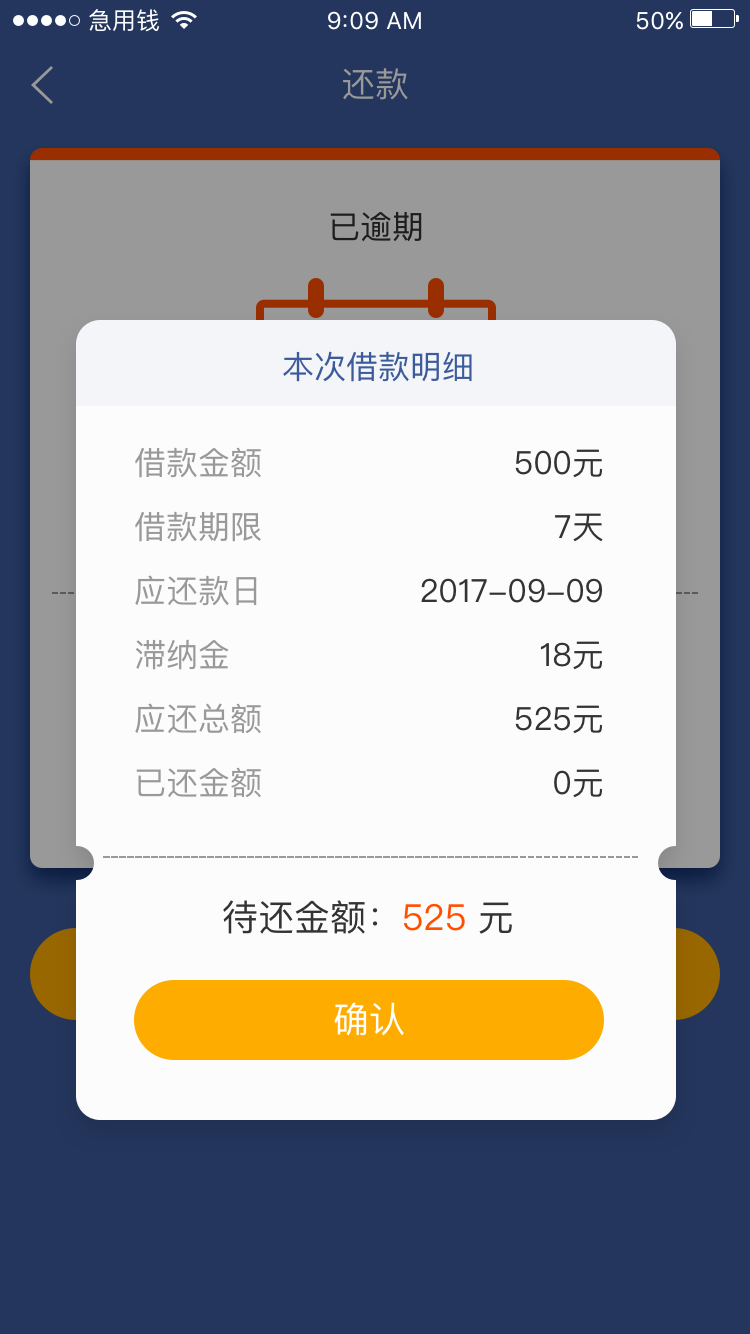 急用钱 9:09 AM 50%
还款
已逾期
本次借款明细
借款金额 500元
借款期限 7天
应还款日 2017–09–09
滞纳金 18元
应还总额 525元
已还金额 0元
待还金额：525 元
确认